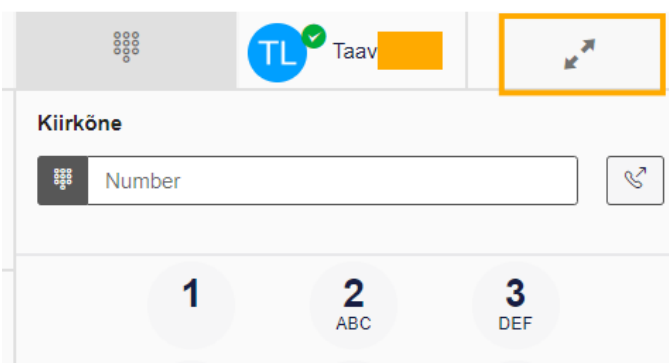 TL Taav
Kiirkõne
Number
1 2 3
ABC DEF